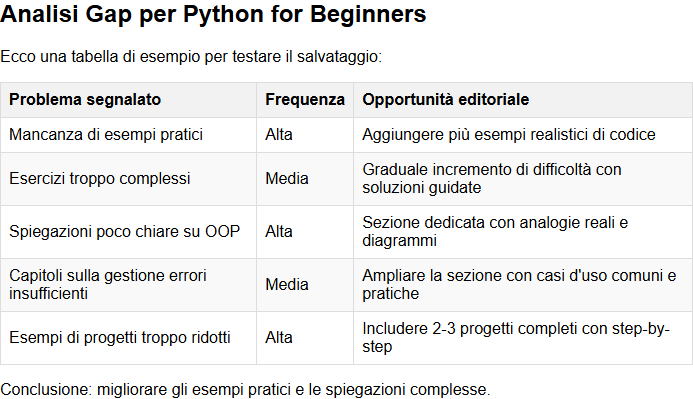 Analisi Gap per Python for Beginners
Ecco una tabella di esempio per testare il salvataggio:
Problema segnalato Frequenza Opportunità editoriale
Mancanza di esempi pratici Alta Aggiungere più esempi realistici di codice
Esercizi troppo complessi Media Graduale incremento di difficoltà con
soluzioni guidate
Spiegazioni poco chiare su OOP Alta Sezione dedicata con analogie reali e
diagrammi
Capitoli sulla gestione errori
insufficienti Media Ampliare la sezione con casi d'uso comuni e
pratiche
Esempi di progetti troppo ridotti Alta Includere 2-3 progetti completi con step-by-
step
Conclusione: migliorare gli esempi pratici e le spiegazioni complesse.